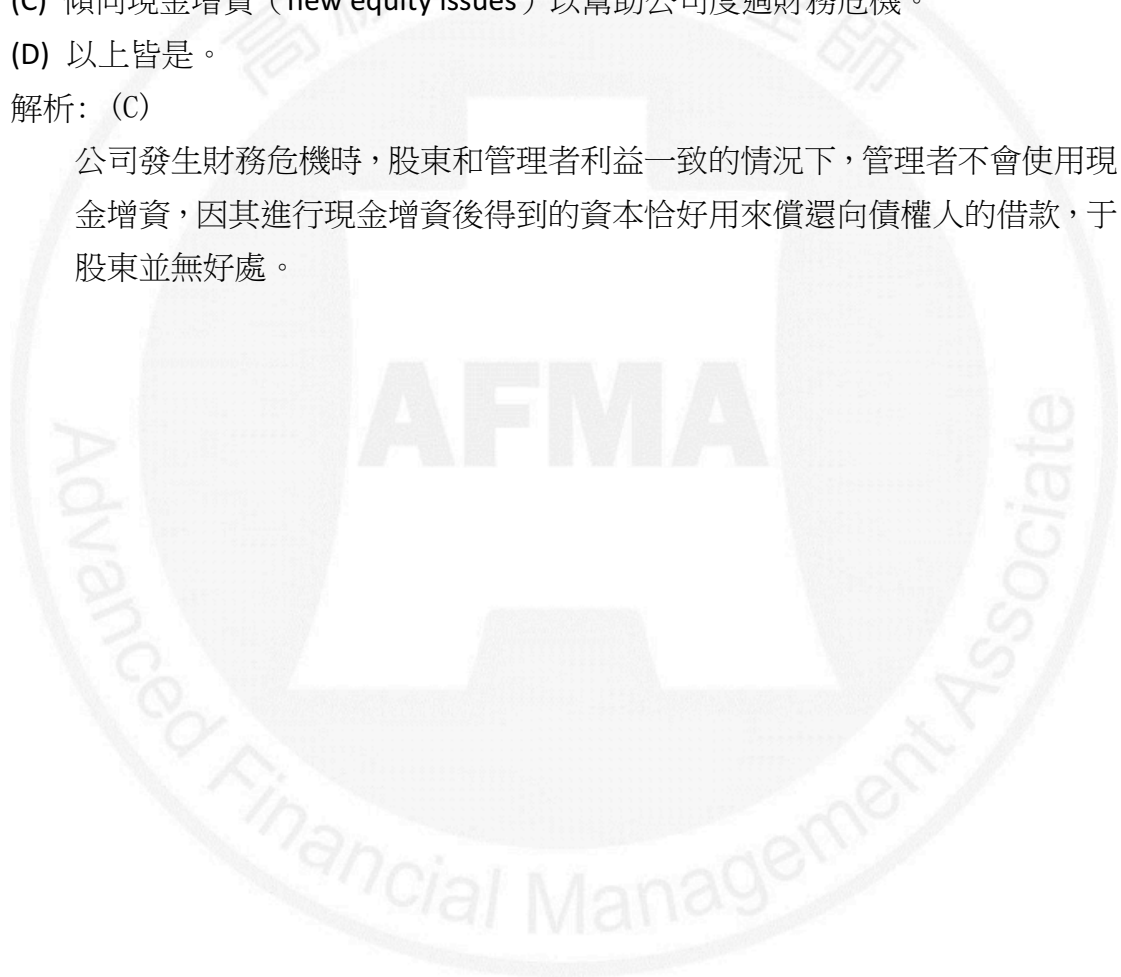 (C) 傾向現金增資（new equity issues）以幫助公司度過財務危機。
(D) 以上皆是。
解析: (C)
公司發生財務危機時，股東和管理者利益一致的情況下，管理者不會使用現
金增資，因其進行現金增資後得到的資本恰好用來償還向債權人的借款，于
股東並無好處。
AFMA
Advanced Financial Management Associate